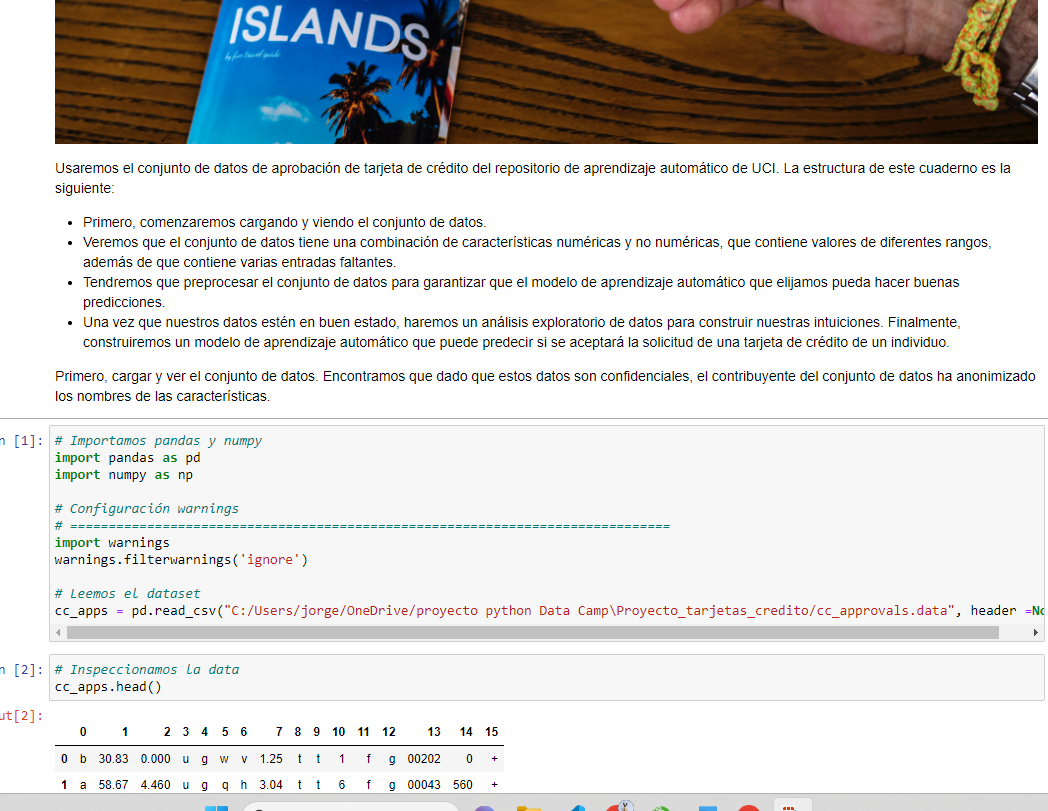 ISLANDS
by fun travel guide
Usaremos el conjunto de datos de aprobación de tarjeta de crédito del repositorio de aprendizaje automático de UCI. La estructura de este cuaderno es la
siguiente:
Primero, comenzaremos cargando y viendo el conjunto de datos.
Veremos que el conjunto de datos tiene una combinación de características numéricas y no numéricas, que contiene valores de diferentes rangos,
además de que contiene varias entradas faltantes.
Tendremos que preprocesar el conjunto de datos para garantizar que el modelo de aprendizaje automático que elijamos pueda hacer buenas
predicciones.
Una vez que nuestros datos estén en buen estado, haremos un análisis exploratorio de datos para construir nuestras intuiciones. Finalmente,
construiremos un modelo de aprendizaje automático que puede predecir si se aceptará la solicitud de una tarjeta de crédito de un individuo.
Primero, cargar y ver el conjunto de datos. Encontramos que dado que estos datos son confidenciales, el contribuyente del conjunto de datos ha anonimizado
los nombres de las características.
n [1]: # Importamos pandas y numpy
import pandas as pd
import numpy as np
# Configuración warnings
# ==============================================================================
import warnings
warnings.filterwarnings('ignore')
# Leemos el dataset
cc_apps = pd.read_csv("C:/Users/jorge/OneDrive/proyecto python Data Camp\Proyecto_tarjetas_credito/cc_approvals.data", header =No
n [2]: # Inspeccionamos la data
cc_apps.head()
ut[2]:
0 1 2 3 4 5 6 7 8 9 10 11 12 13 14 15
0 b 30.83 0.000 u g w v 1.25 t t 1 f g 00202 0 +
1 a 58.67 4.460 u g q h 3.04 t t 6 f g 00043 560 +